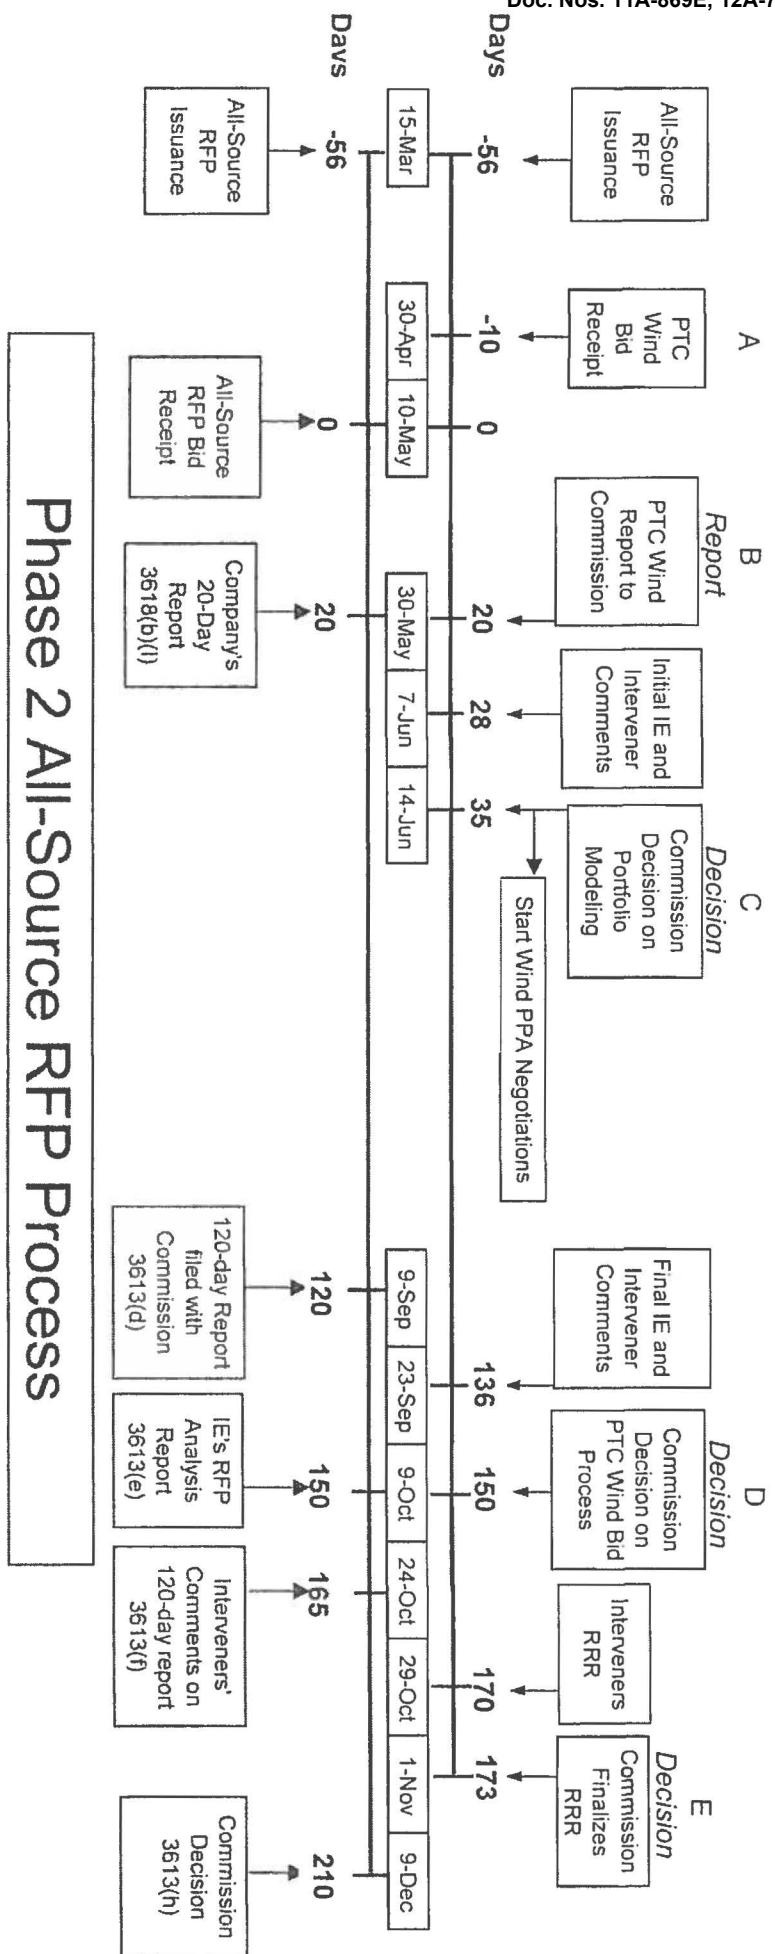 Doc. Nos. 11A-869E, 12A-7
All-Source
RFP
Issuance
A
PTC
Wind
Bid
Receipt
B
Report
PTC Wind
Report to
Commission
Initial IE and
Intervener
Comments
C
Decision
Commission
Decision on
Portfolio
Modeling
Start Wind PPA Negotiations
Final IE and
Intervener
Comments
D
Decision
Commission
Decision on
PTC Wind Bid
Process
Interveners
RRR
E
Decision
Commission
Finalizes
RRR
Days
-56
-10
0
20
28
35
136
150
170
173
15-Mar
30-Apr
10-May
30-May
7-Jun
14-Jun
9-Sep
23-Sep
9-Oct
24-Oct
29-Oct
1-Nov
9-Dec
Davs
-56
0
20
120
150
165
210
All-Source
RFP
Issuance
All-Source
RFP Bid
Receipt
Company's
20-Day
Report
3618(b)(I)
120-day Report
filed with
Commission
3613(d)
IE's RFP
Analysis
Report
3613(e)
Interveners'
Comments on
120-day report
3613(f)
Commission
Decision
3613(h)
Phase 2 All-Source RFP Process